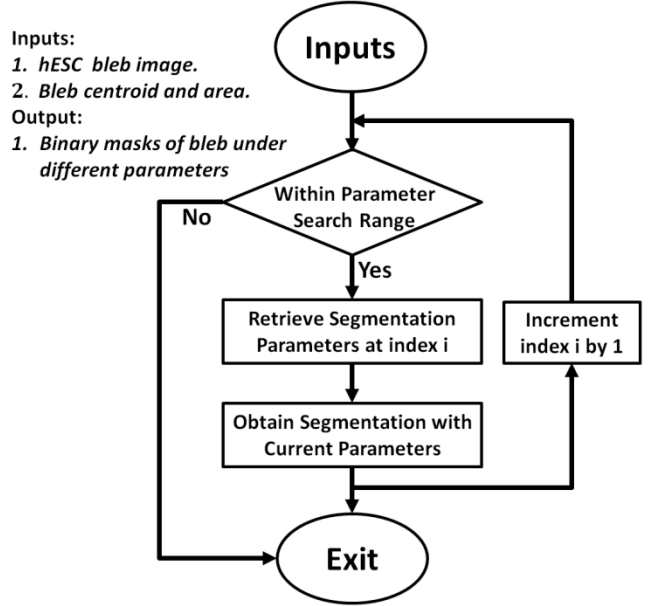 Inputs:
1. hESC bleb image.
2. Bleb centroid and area.
Output:
1. Binary masks of bleb under
different parameters
Inputs
Within Parameter
Search Range
No
Yes
Retrieve Segmentation
Parameters at index i
Increment
index i by 1
Obtain Segmentation with
Current Parameters
Exit